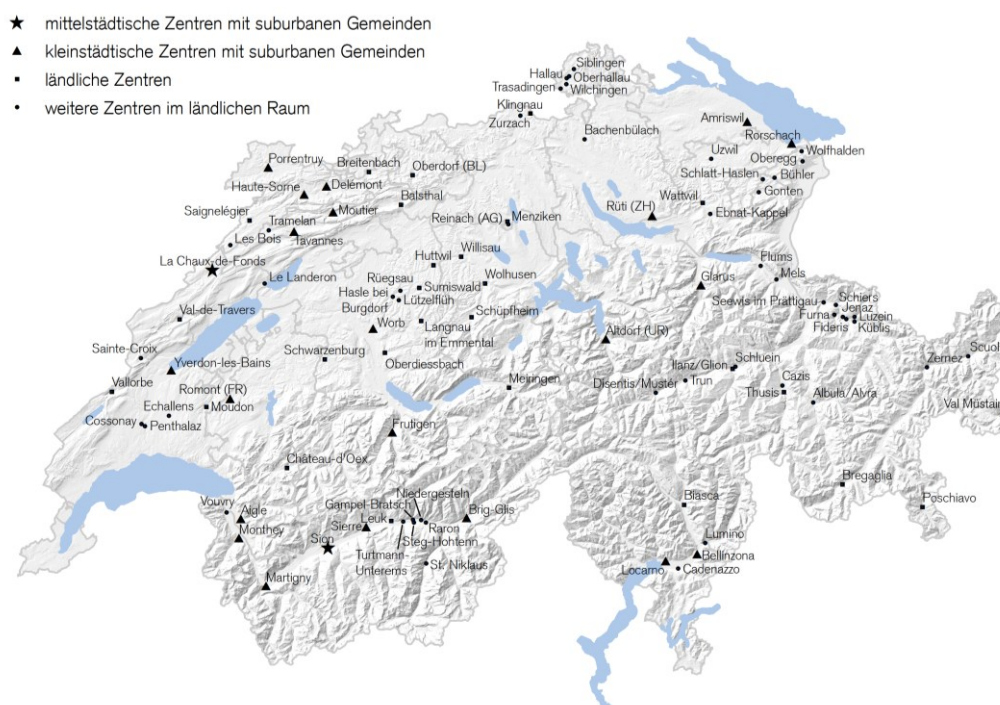 mittelstädtische Zentren mit suburbanen Gemeinden
kleinstädtische Zentren mit suburbanen Gemeinden
ländliche Zentren
weitere Zentren im ländlichen Raum
Siblingen
Hallau
Oberhallau
Trasadingen
Wilchingen
Klingnau
Zurzach
Bachenbülach
Amriswil
Rorschach
Wolfhalden
Uzwil
Oberegg
Schlatt-Haslen
Bühler
Gonten
Wattwil
Ebnat-Kappel
Rüti (ZH)
Porrentruy
Breitenbach
Oberdorf (BL)
Haute-Sorne
Delémont
Balsthal
Moutier
Saignelégier
Tramelan
Tavannes
Les Bois
Reinach (AG)
Menziken
La Chaux-de-Fonds
Le Landeron
Huttwil
Willisau
Rüegsau
Sumiswald
Wolhusen
Hasle bei
Burgdorf
Lützelflüh
Schüpfheim
Worb
Langnau
im Emmental
Val-de-Travers
Schwarzenburg
Oberdiessbach
Sainte-Croix
Yverdon-les-Bains
Vallorbe
Romont (FR)
Echallens
Moudon
Cossonay
Penthalaz
Flums
Mels
Glarus
Seewis im Prättigau
Schiers
Jenaz
Furna
Luzein
Fideris
Küblis
Altdorf (UR)
Scuol
Zernez
Schluein
Ilanz/Glion
Trun
Disentis/Mustér
Cazis
Thusis
Albula/Alvra
Val Müstair
Meiringen
Frutigen
Château-d'Oex
Bregaglia
Poschiavo
Biasca
Lumino
Bellinzona
Locarno
Cadenazzo
Vouvry
Aigle
Monthey
Niedergesteln
Gampel-Bratsch
Brig-Glis
Leuk
Sierre
Raron
Sion
Steg-Hohtenn
Turtmann-
Unterems
St. Niklaus
Martigny